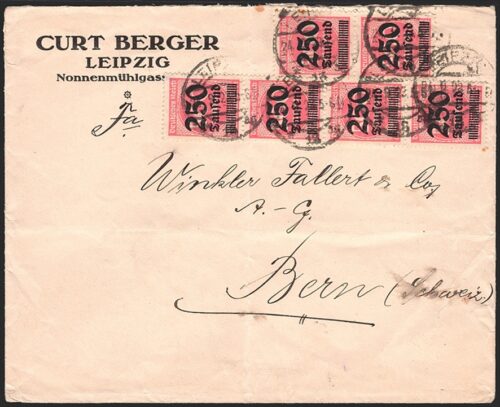 CURT BERGER
LEIPZIG
Nonnenmühlgass
250 Tausend
250 Tausend
250 Tausend
250 Tausend
250 Tausend
250 Tausend
Fa
Winkler Fallert & Co,
A.-G.
Bern (Schweiz)